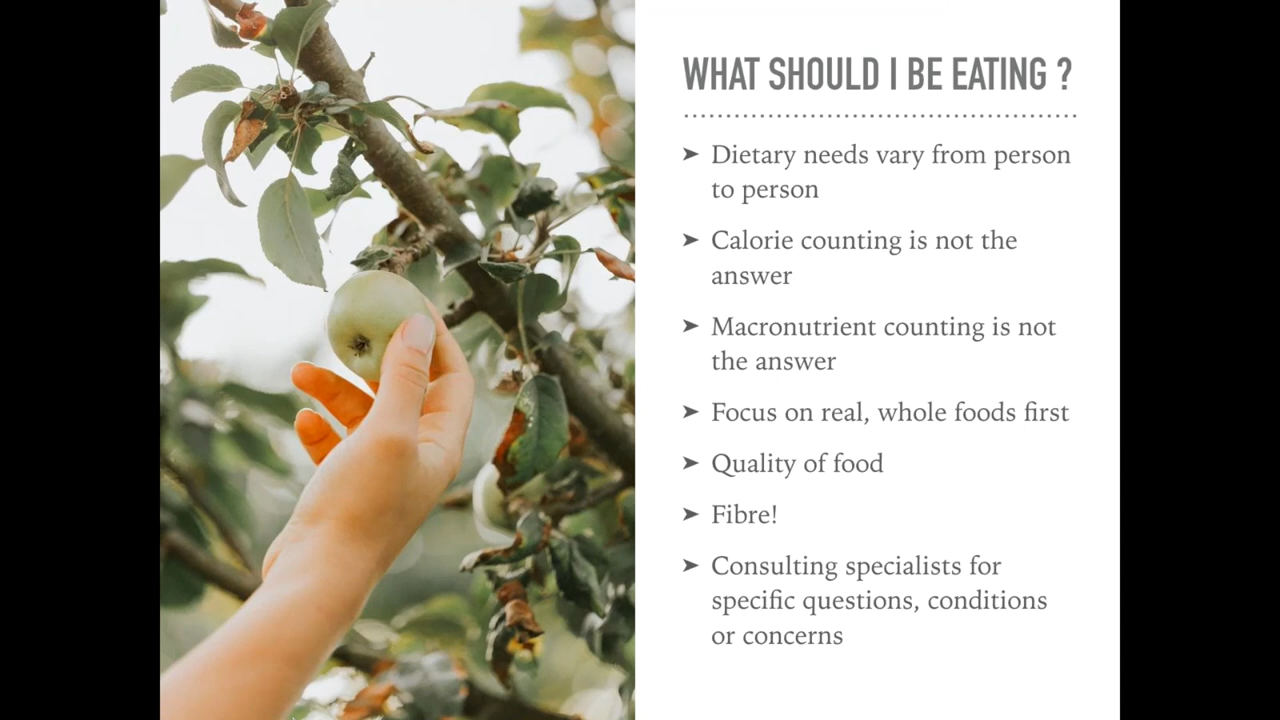 WHAT SHOULD I BE EATING ?
➤ Dietary needs vary from person
to person
➤ Calorie counting is not the
answer
➤ Macronutrient counting is not
the answer
➤ Focus on real, whole foods first
➤ Quality of food
➤ Fibre!
➤ Consulting specialists for
specific questions, conditions
or concerns